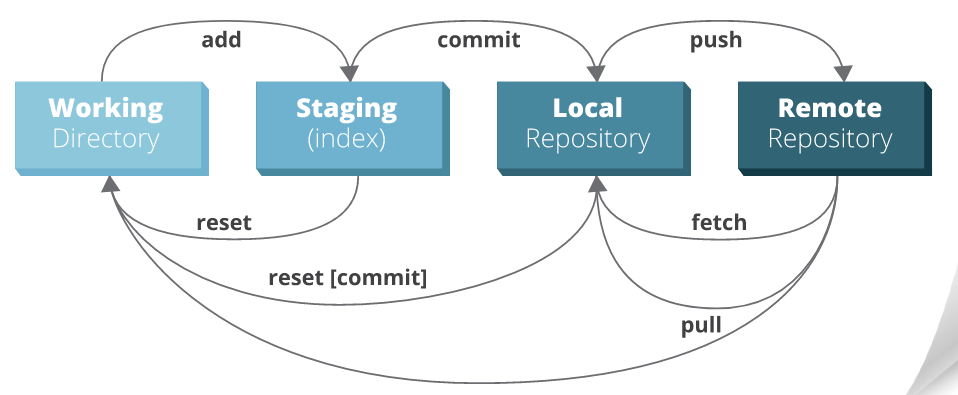 add
commit
push
Working
Directory
Staging
(index)
Local
Repository
Remote
Repository
reset
fetch
reset [commit]
pull